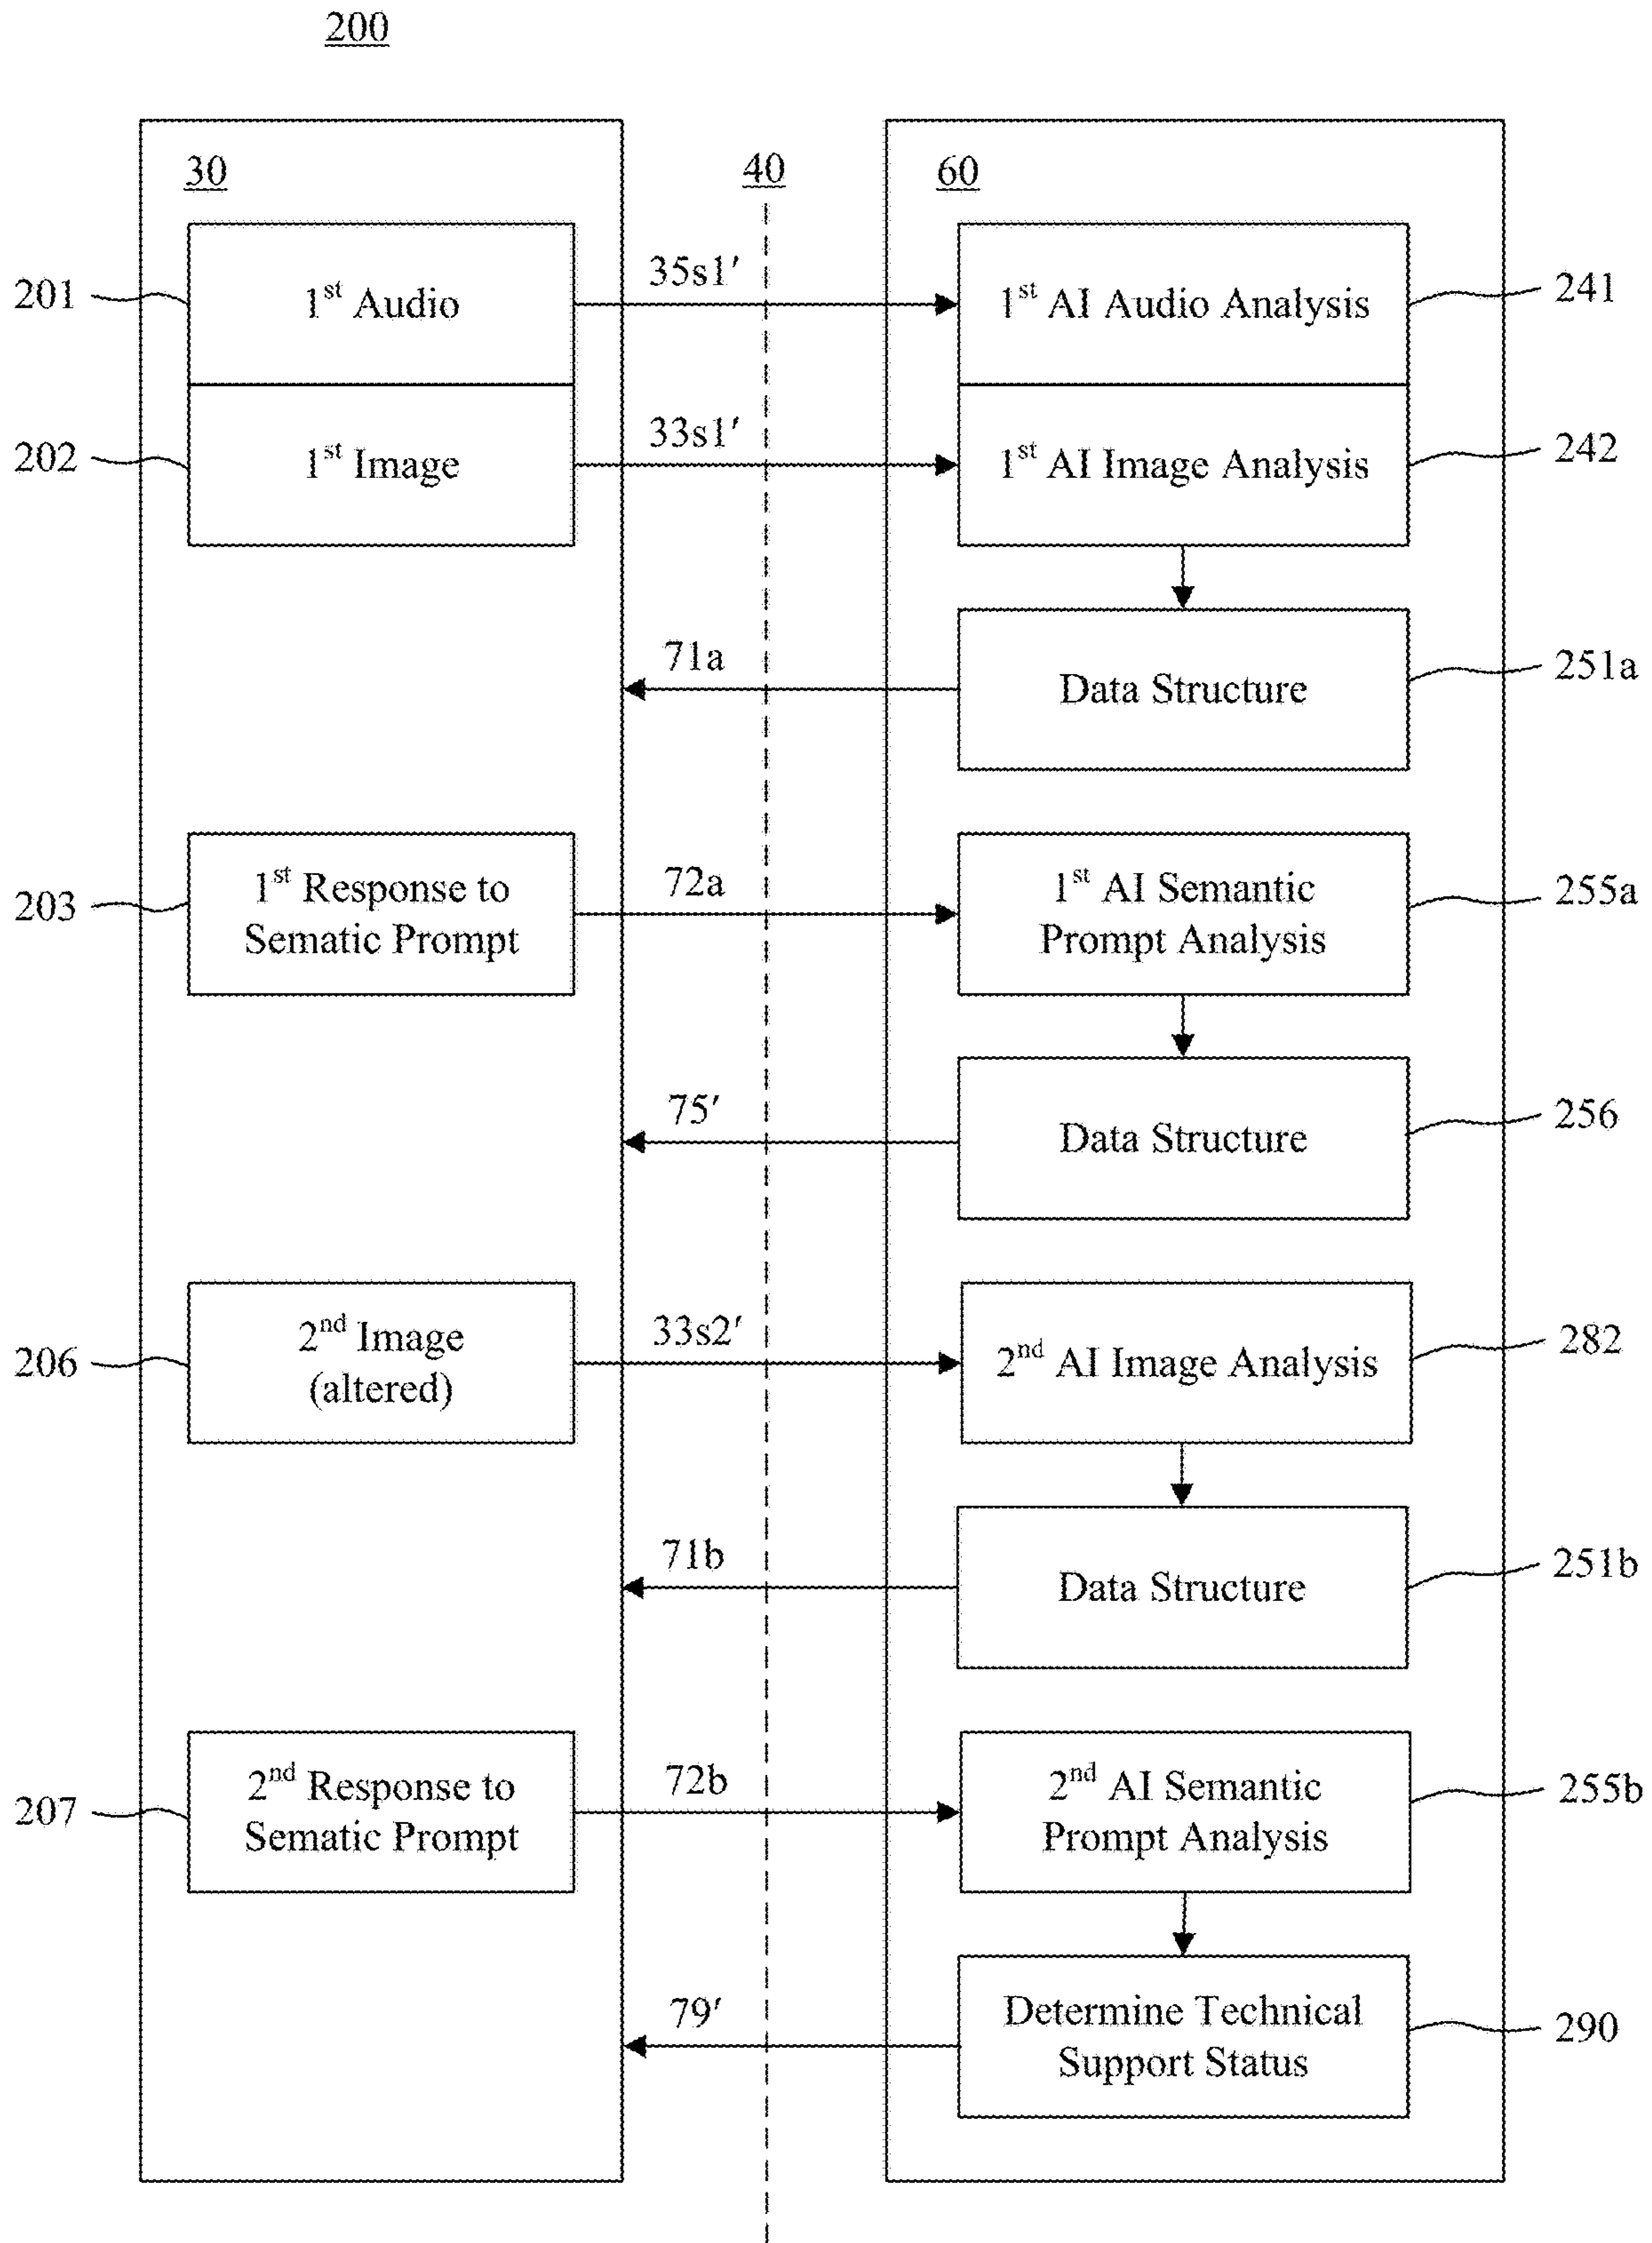 200
30
40
60
201
1st Audio
35s1′
1st AI Audio Analysis
241
202
1st Image
33s1′
1st AI Image Analysis
242
71a
Data Structure
251a
203
1st Response to
Sematic Prompt
72a
1st AI Semantic
Prompt Analysis
255a
75′
Data Structure
256
206
2nd Image
(altered)
33s2′
2nd AI Image Analysis
282
71b
Data Structure
251b
207
2nd Response to
Sematic Prompt
72b
2nd AI Semantic
Prompt Analysis
255b
79′
Determine Technical
Support Status
290